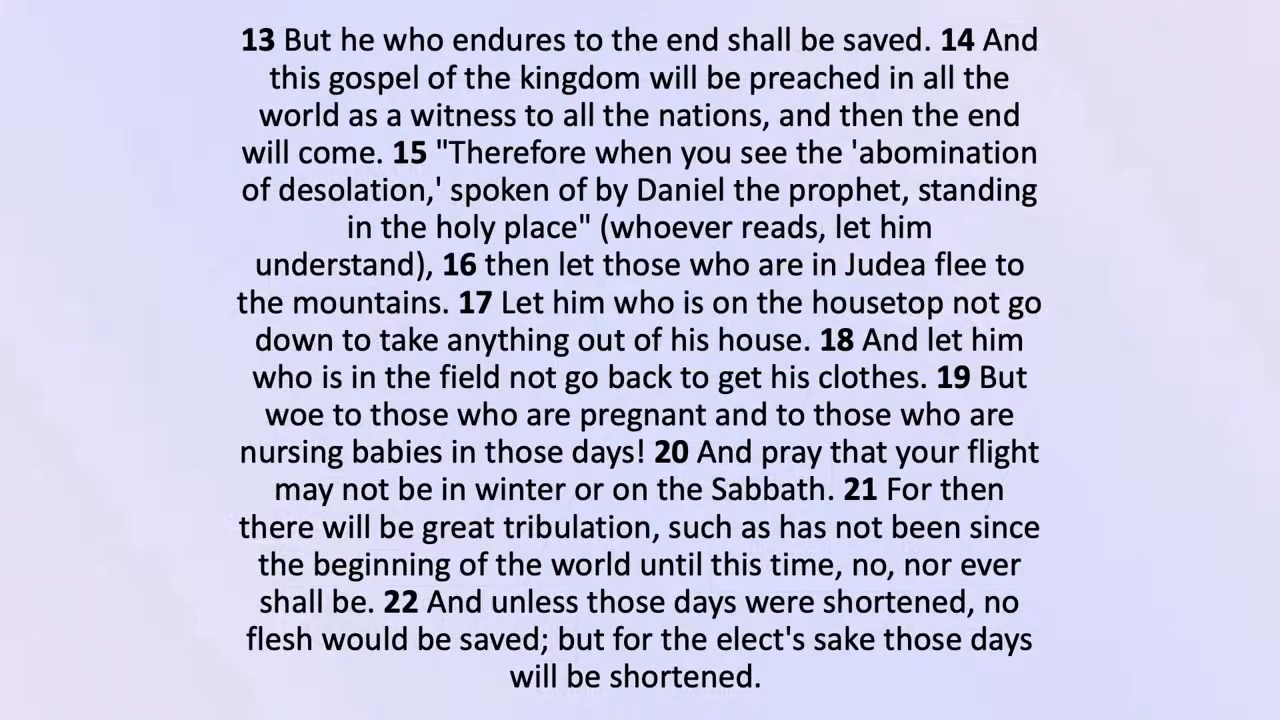 13 But he who endures to the end shall be saved. 14 And
this gospel of the kingdom will be preached in all the
world as a witness to all the nations, and then the end
will come. 15 "Therefore when you see the 'abomination
of desolation,' spoken of by Daniel the prophet, standing
in the holy place" (whoever reads, let him
understand), 16 then let those who are in Judea flee to
the mountains. 17 Let him who is on the housetop not go
down to take anything out of his house. 18 And let him
who is in the field not go back to get his clothes. 19 But
woe to those who are pregnant and to those who are
nursing babies in those days! 20 And pray that your flight
may not be in winter or on the Sabbath. 21 For then
there will be great tribulation, such as has not been since
the beginning of the world until this time, no, nor ever
shall be. 22 And unless those days were shortened, no
flesh would be saved; but for the elect's sake those days
will be shortened.